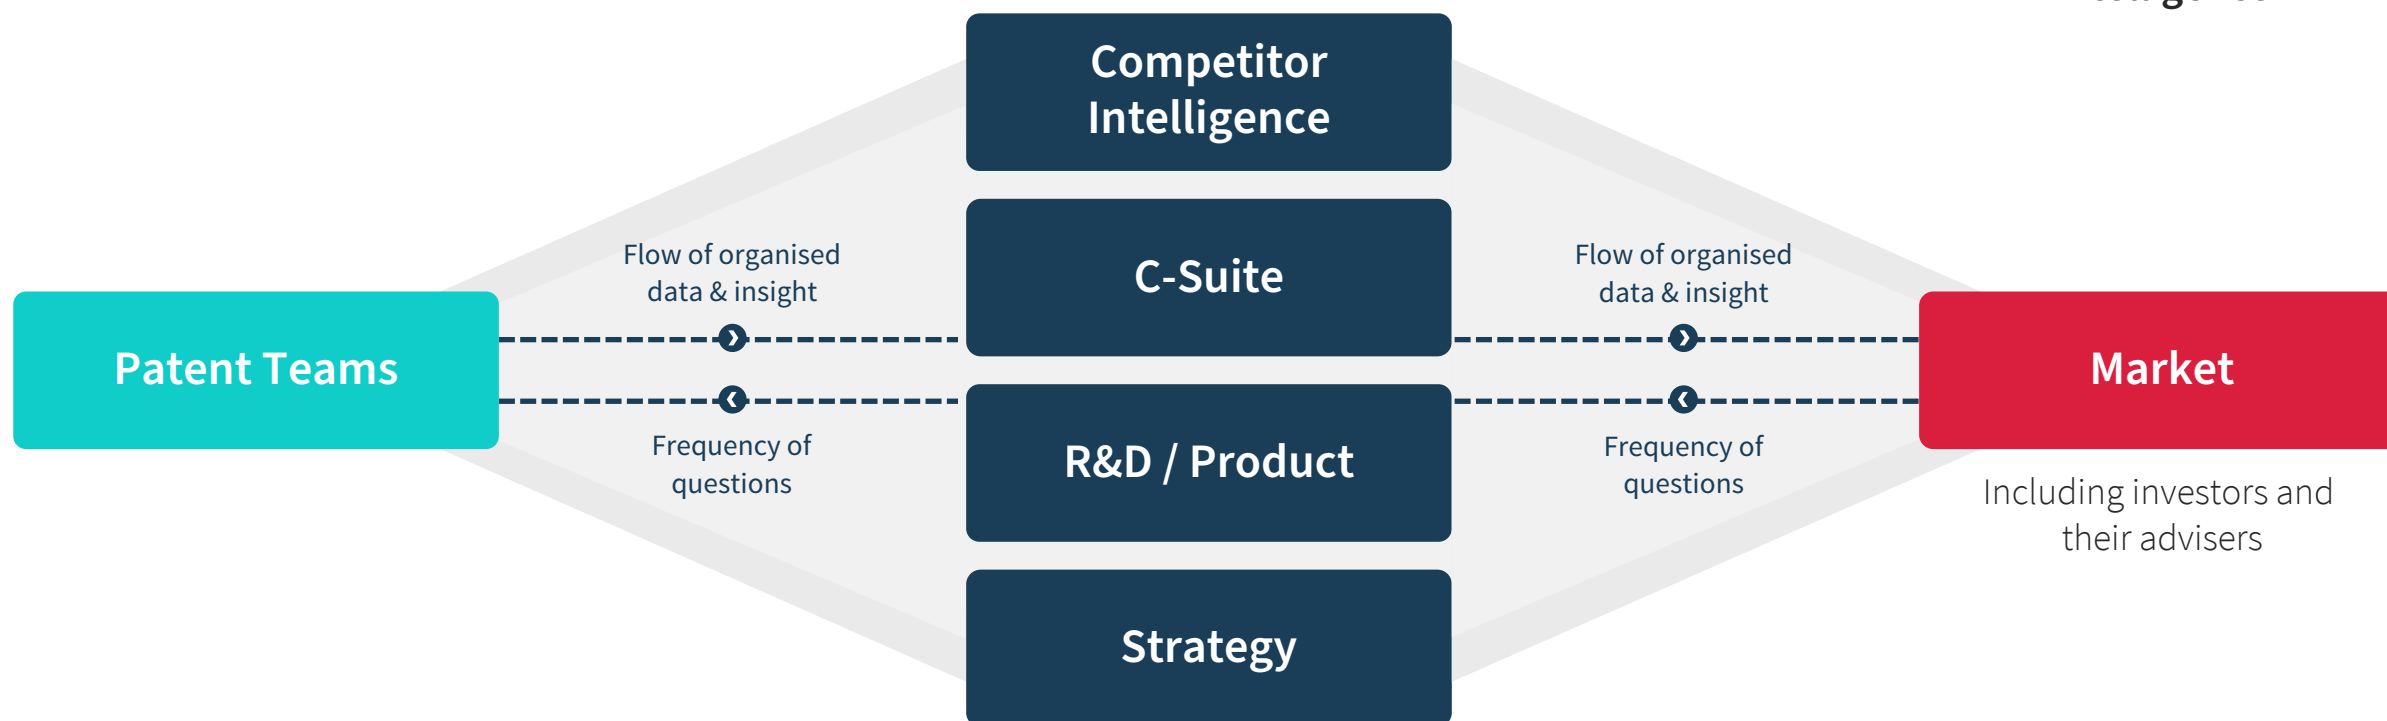 Competitor
Intelligence
C-Suite
Flow of organised
data & insight
Flow of organised
data & insight
Patent Teams
Market
R&D / Product
Frequency of
questions
Frequency of
questions
Including investors and
their advisers
Strategy